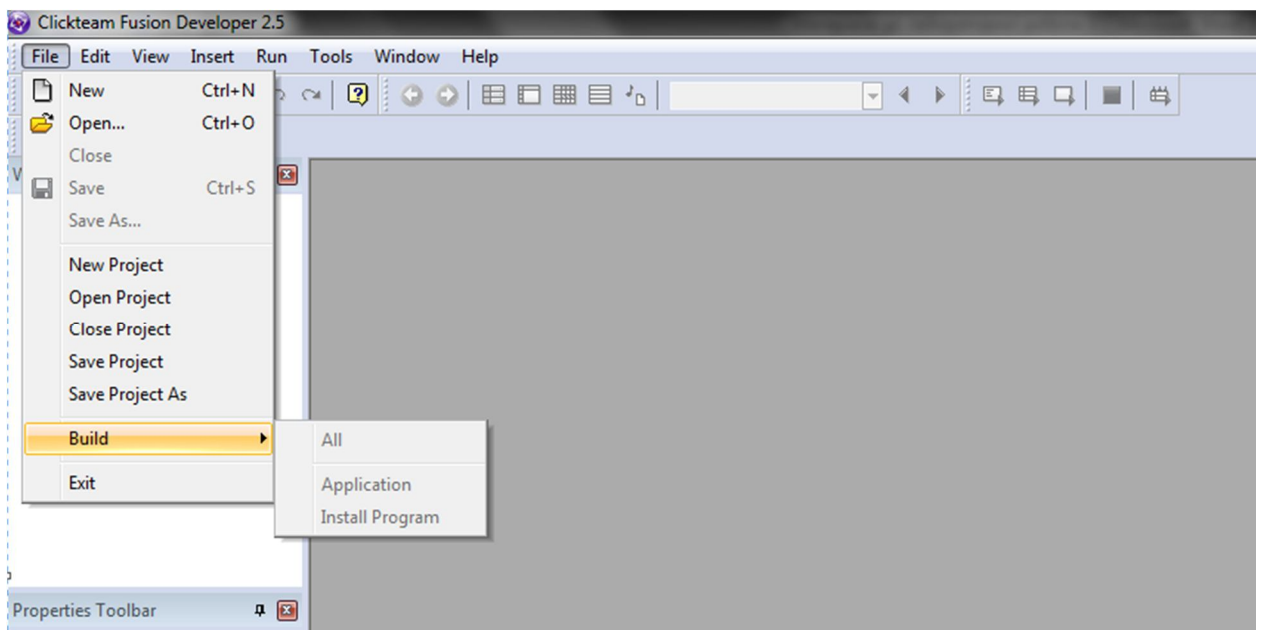 Clickteam Fusion Developer 2.5
File Edit View Insert Run Tools Window Help
New Ctrl+N
Open... Ctrl+O
Close
Save Ctrl+S
Save As...
New Project
Open Project
Close Project
Save Project
Save Project As
Build
All
Exit
Application
Install Program
Properties Toolbar